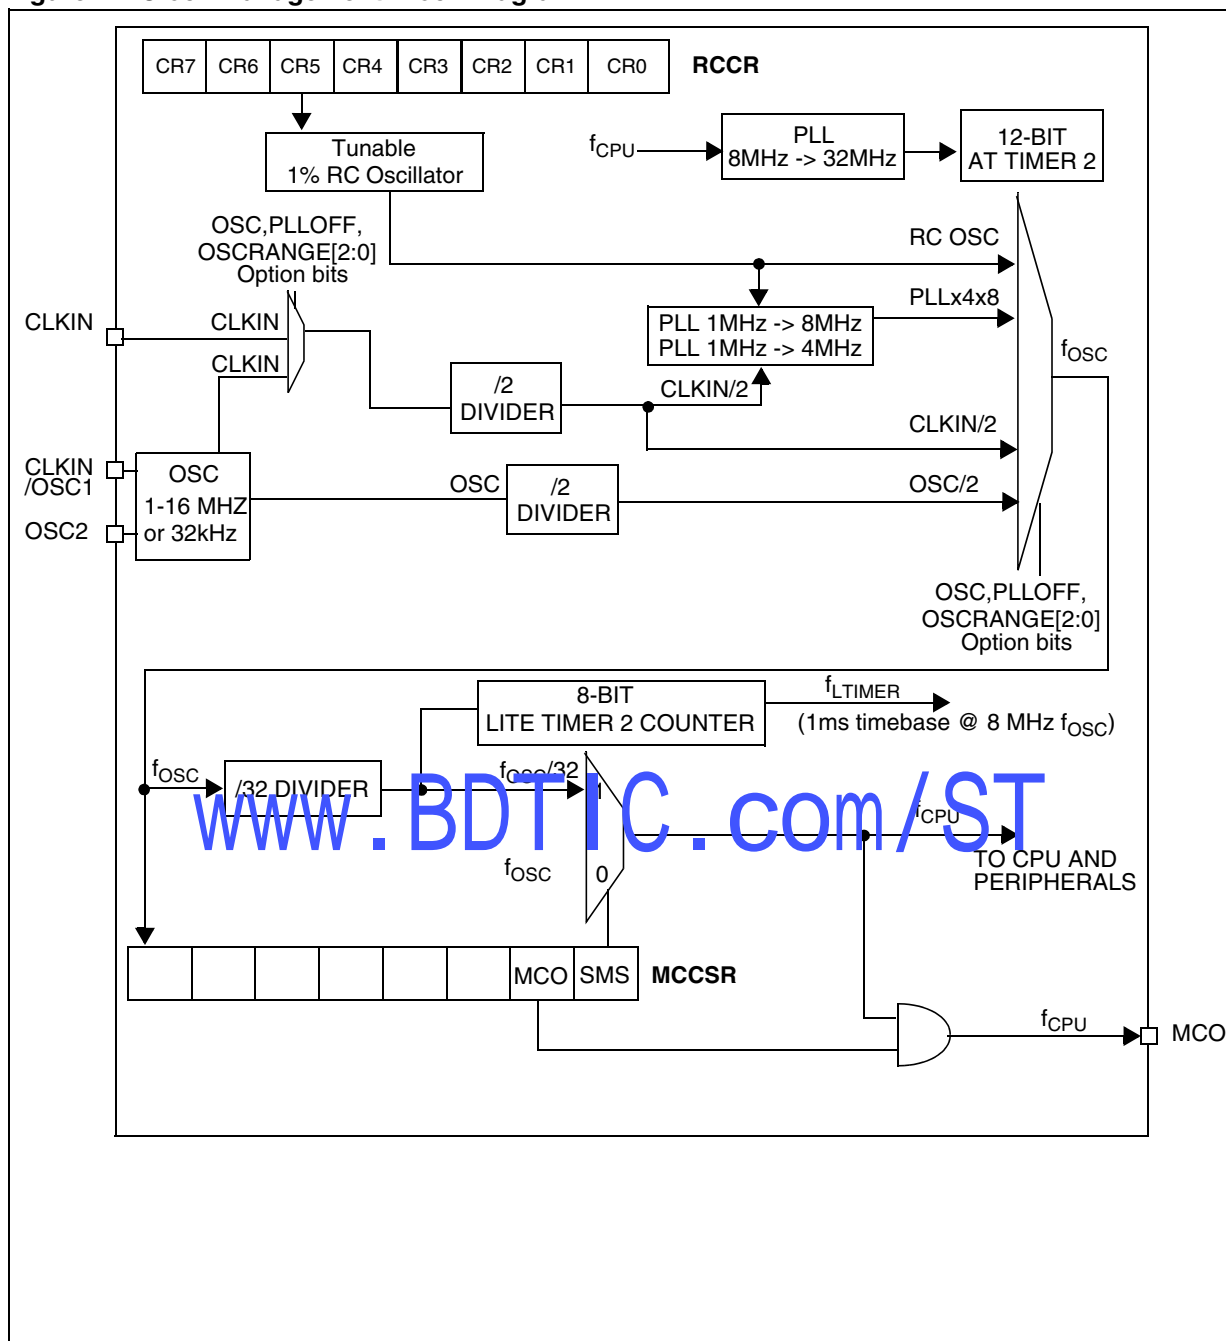 CR7 CR6 CR5 CR4 CR3 CR2 CR1 CR0 RCCR
Tunable
1% RC Oscillator
fCPU
PLL
8MHz -> 32MHz
12-BIT
AT TIMER 2
OSC,PLLOFF,
OSCRANGE[2:0]
Option bits
RC OSC
PLLx4x8
CLKIN
CLKIN
CLKIN
PLL 1MHz -> 8MHz
PLL 1MHz -> 4MHz
fOSC
/2
DIVIDER
CLKIN/2
CLKIN/2
CLKIN
/OSC1
OSC2
OSC
1-16 MHZ
or 32kHz
OSC
/2
DIVIDER
OSC/2
OSC,PLLOFF,
OSCRANGE[2:0]
Option bits
8-BIT
LITE TIMER 2 COUNTER
fLTIMER
(1ms timebase @ 8 MHz fOSC)
fOSC
/32 DIVIDER
fOSC/32
1
www.BDTIC.com/ST
fCPU
TO CPU AND
PERIPHERALS
fOSC
0
MCO SMS MCCSR
fCPU
MCO